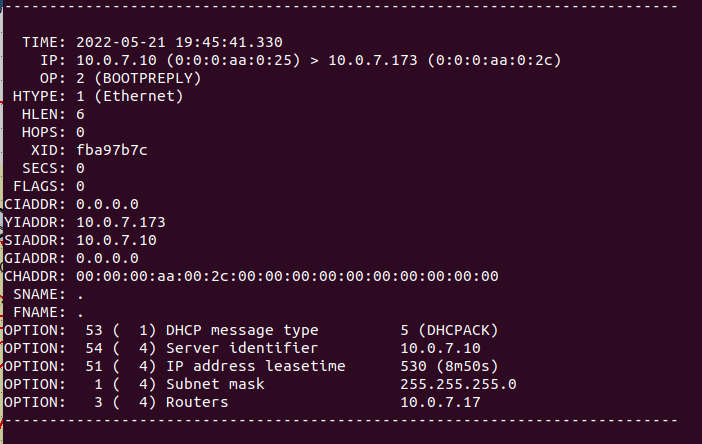 ---------------------------------------------------------------------------
TIME: 2022-05-21 19:45:41.330
IP: 10.0.7.10 (0:0:0:aa:0:25) > 10.0.7.173 (0:0:0:aa:0:2c)
OP: 2 (BOOTPREPLY)
HTYPE: 1 (Ethernet)
HLEN: 6
HOPS: 0
XID: fba97b7c
SECS: 0
FLAGS: 0
CIADDR: 0.0.0.0
YIADDR: 10.0.7.173
SIADDR: 10.0.7.10
GIADDR: 0.0.0.0
CHADDR: 00:00:00:aa:00:2c:00:00:00:00:00:00:00:00:00:00
SNAME: .
FNAME: .
OPTION:  53 (  1) DHCP message type         5 (DHCPACK)
OPTION:  54 (  4) Server identifier         10.0.7.10
OPTION:  51 (  4) IP address leasetime      530 (8m50s)
OPTION:   1 (  4) Subnet mask               255.255.255.0
OPTION:   3 (  4) Routers                   10.0.7.17
---------------------------------------------------------------------------